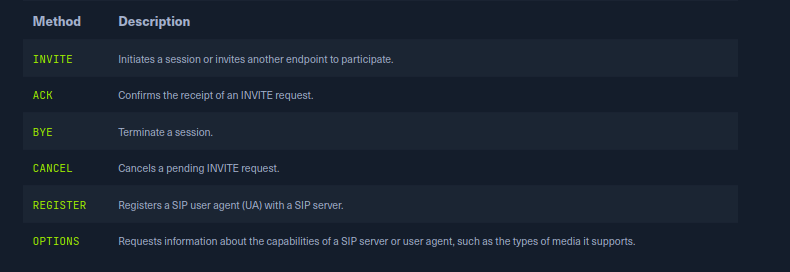 Method Description
INVITE Initiates a session or invites another endpoint to participate.
ACK Confirms the receipt of an INVITE request.
BYE Terminate a session.
CANCEL Cancels a pending INVITE request.
REGISTER Registers a SIP user agent (UA) with a SIP server.
OPTIONS Requests information about the capabilities of a SIP server or user agent, such as the types of media it supports.